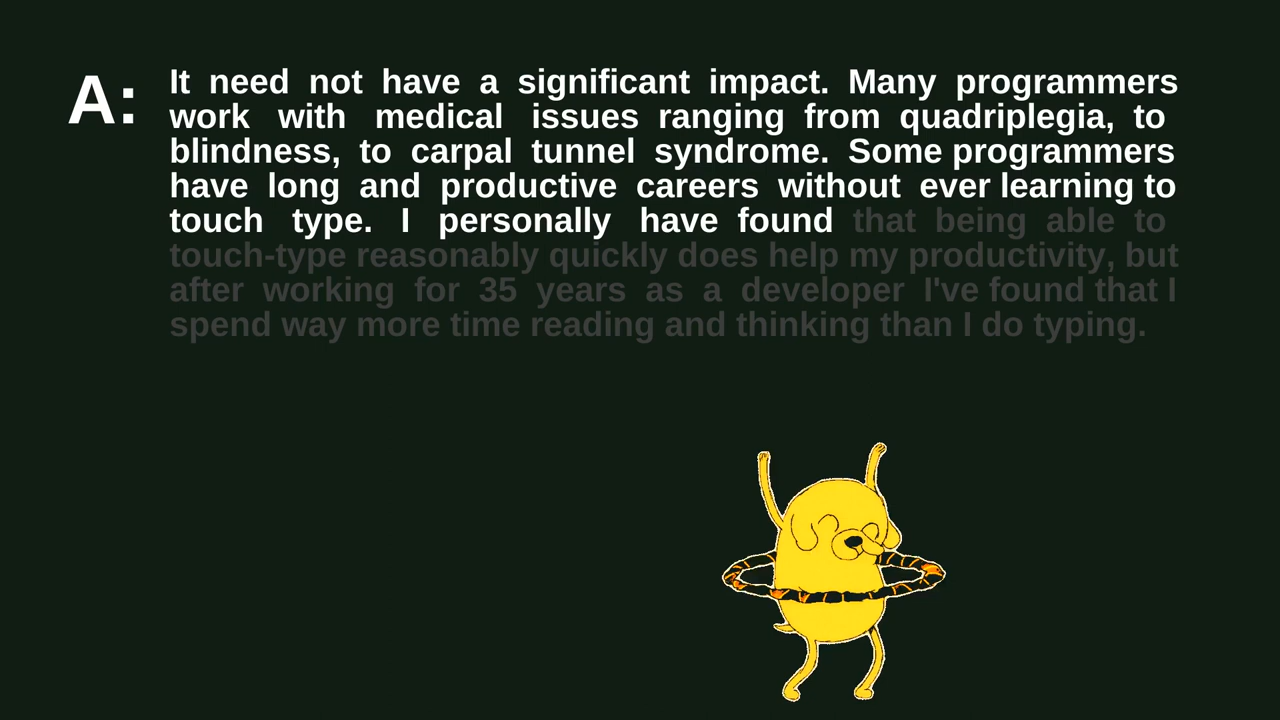 A: It need not have a significant impact. Many programmers
work with medical issues ranging from quadriplegia, to
blindness, to carpal tunnel syndrome. Some programmers
have long and productive careers without ever learning to
touch type. I personally have found that being able to
touch-type reasonably quickly does help my productivity, but
after working for 35 years as a developer I've found that I
spend way more time reading and thinking than I do typing.